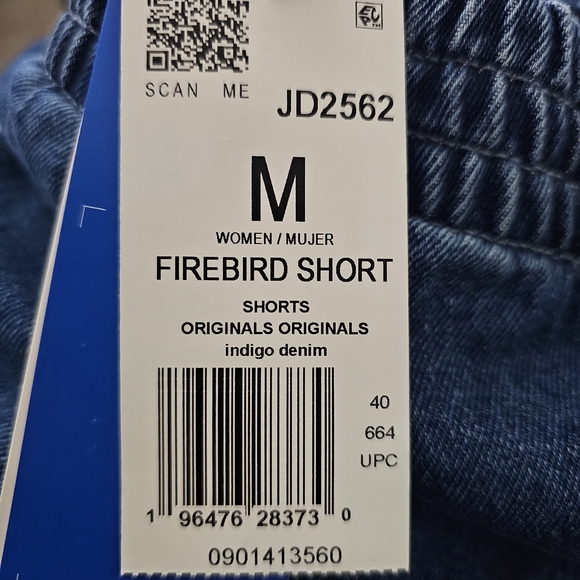 SCAN ME
JD2562
M
WOMEN / MUJER
FIREBIRD SHORT
SHORTS
ORIGINALS ORIGINALS
indigo denim
40
664
UPC
1 96476 28373 0
0901413560